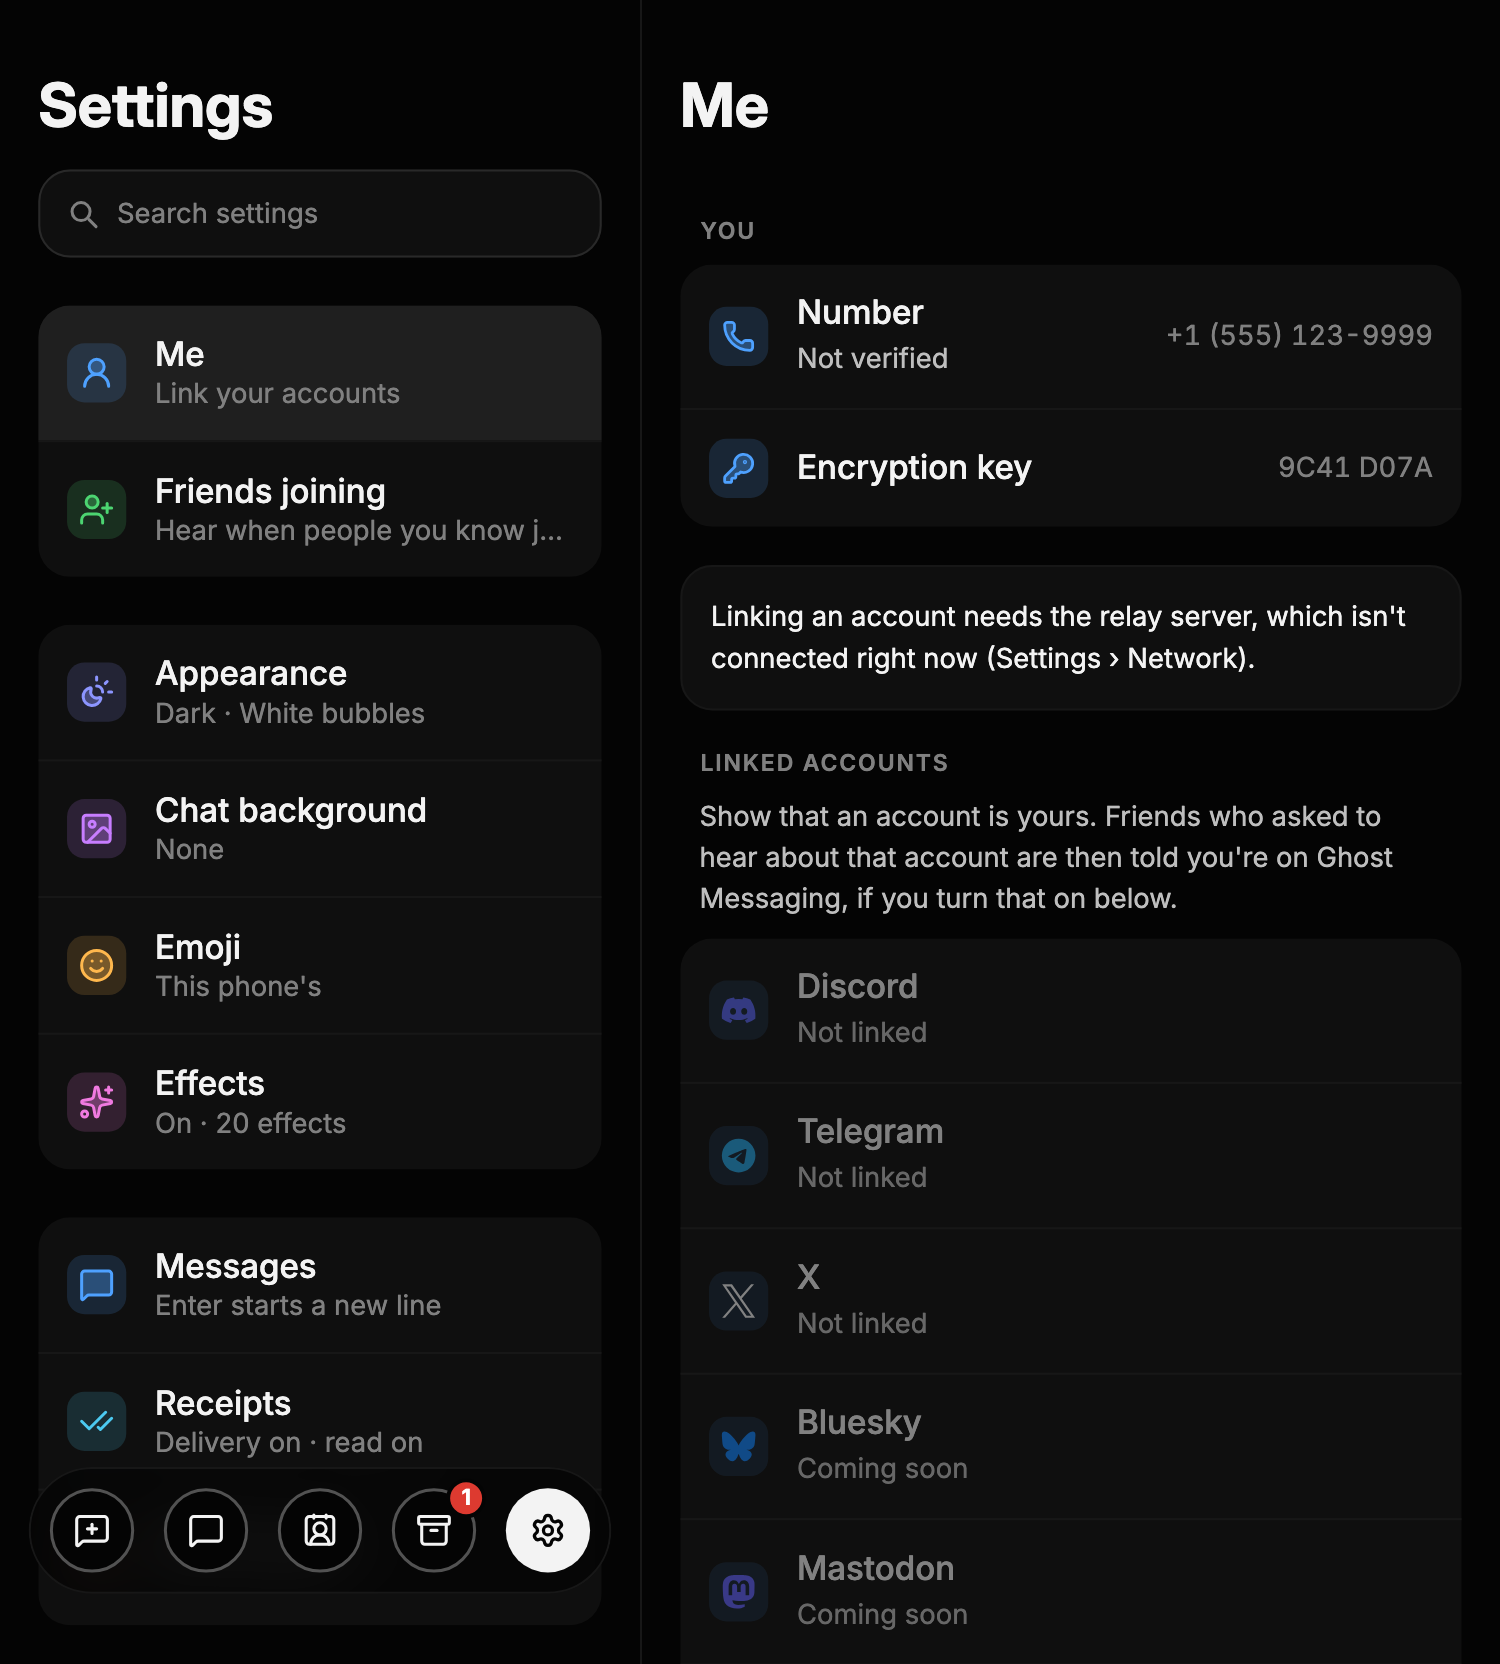 Settings
Search settings
Me
Link your accounts
Friends joining
Hear when people you know j...
Appearance
Dark · White bubbles
Chat background
None
Emoji
This phone's
Effects
On · 20 effects
Messages
Enter starts a new line
Receipts
Delivery on · read on
1
Me
YOU
Number
Not verified
+1 (555) 123-9999
Encryption key
9C41 D07A
Linking an account needs the relay server, which isn't
connected right now (Settings › Network).
LINKED ACCOUNTS
Show that an account is yours. Friends who asked to
hear about that account are then told you're on Ghost
Messaging, if you turn that on below.
Discord
Not linked
Telegram
Not linked
X
Not linked
Bluesky
Coming soon
Mastodon
Coming soon